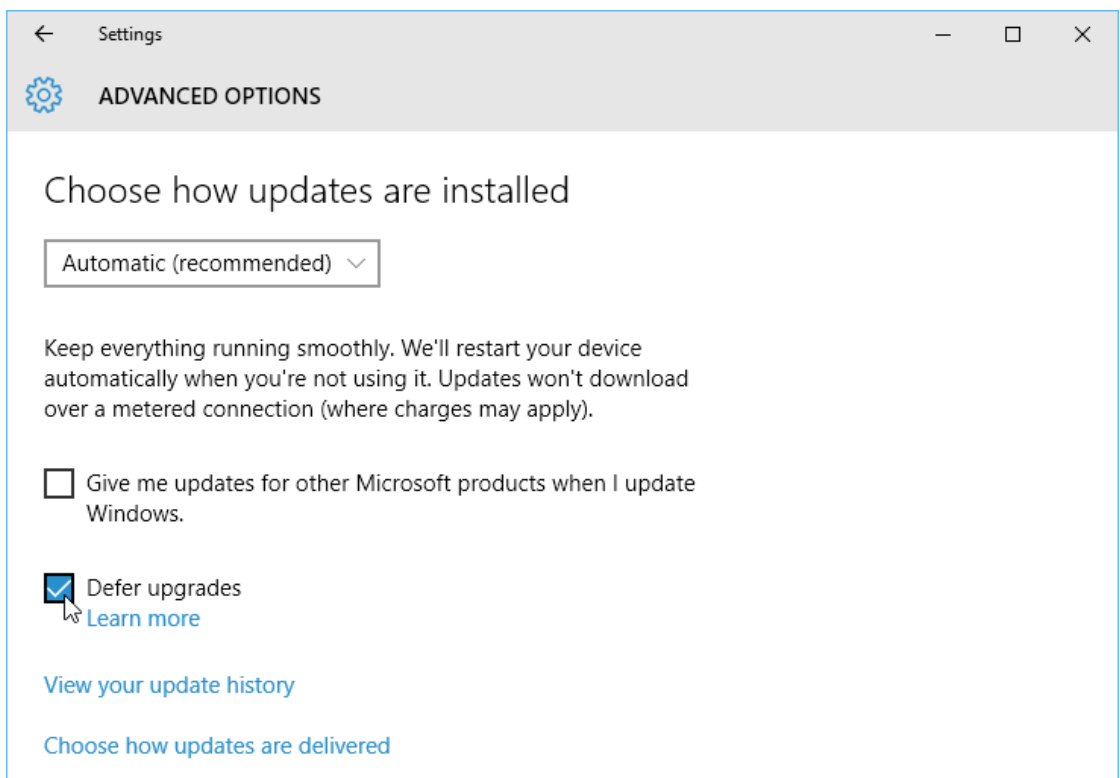 Settings
ADVANCED OPTIONS
Choose how updates are installed
Automatic (recommended)
Keep everything running smoothly. We'll restart your device
automatically when you're not using it. Updates won't download
over a metered connection (where charges may apply).
Give me updates for other Microsoft products when I update
Windows.
Defer upgrades
Learn more
View your update history
Choose how updates are delivered